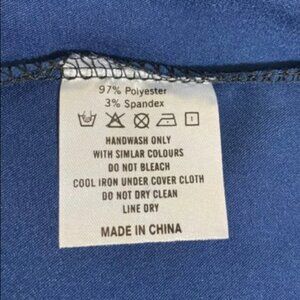 97% Polyester
3% Spandex
HANDWASH ONLY
WITH SIMILAR COLOURS
DO NOT BLEACH
COOL IRON UNDER COVER CLOTH
DO NOT DRY CLEAN
LINE DRY
MADE IN CHINA